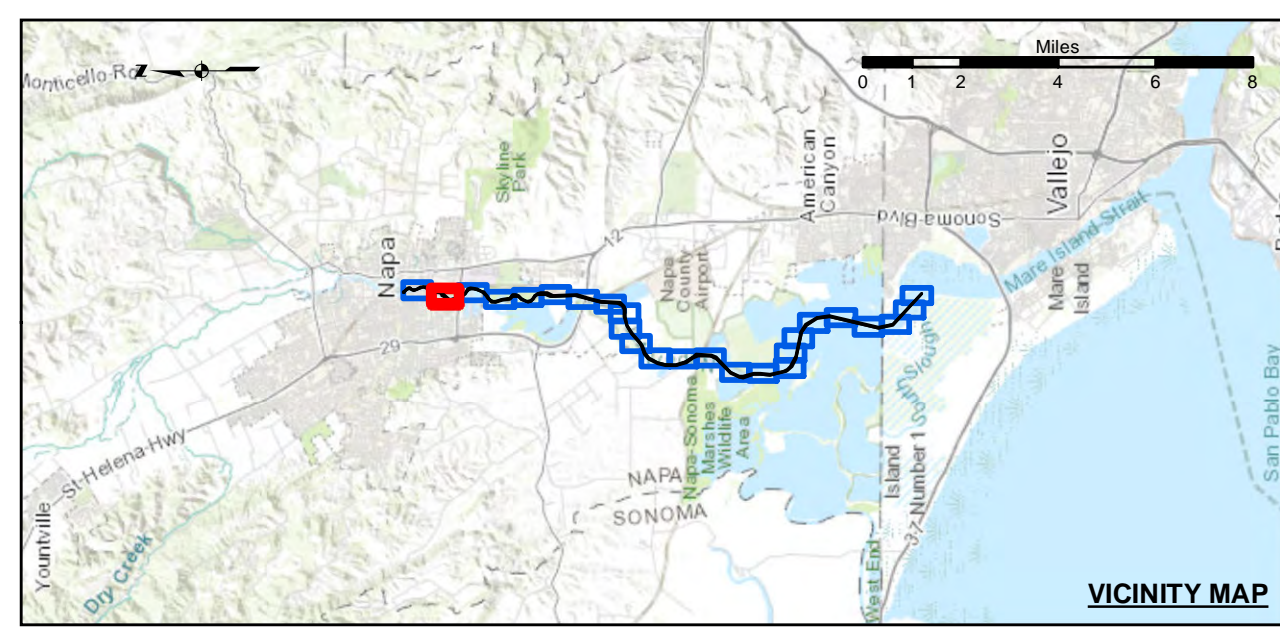 Miles
0 1 2 4 6 8
Monticello-Rd
Z
Napa
Skyline
Park
12
29
American
Canyon
Vallejo
Sonoma-Blvd
Mare Island Strait
Mare
Island
Napa
County
Airport
Napa-Sonoma
Marshes
Wildlife
Area
South Slough
Island
Number 1
37
NAPA
SONOMA
West End
San Pablo Bay
St-Helena-Hwy
Yountville
Dry Creek
VICINITY MAP